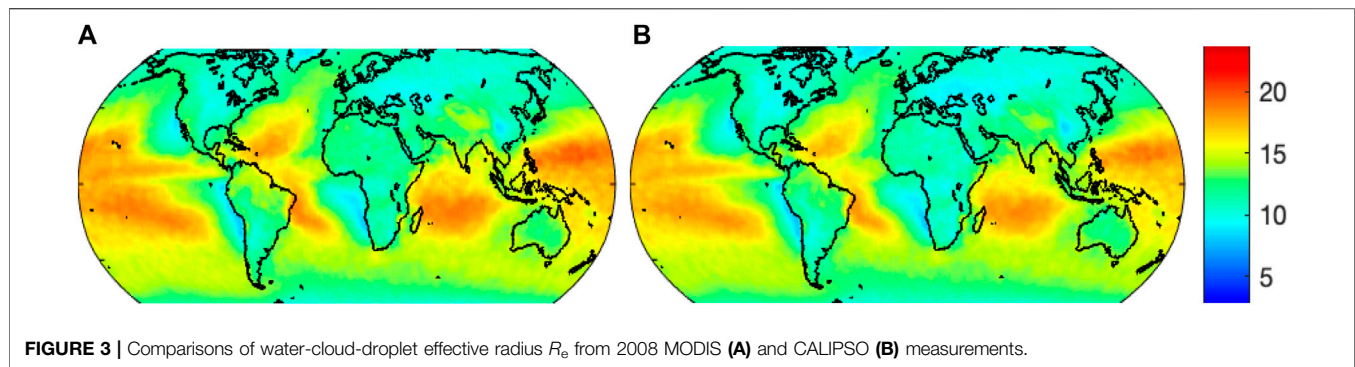 A
B
20
15
10
5
FIGURE 3 | Comparisons of water-cloud-droplet effective radius Re from 2008 MODIS (A) and CALIPSO (B) measurements.